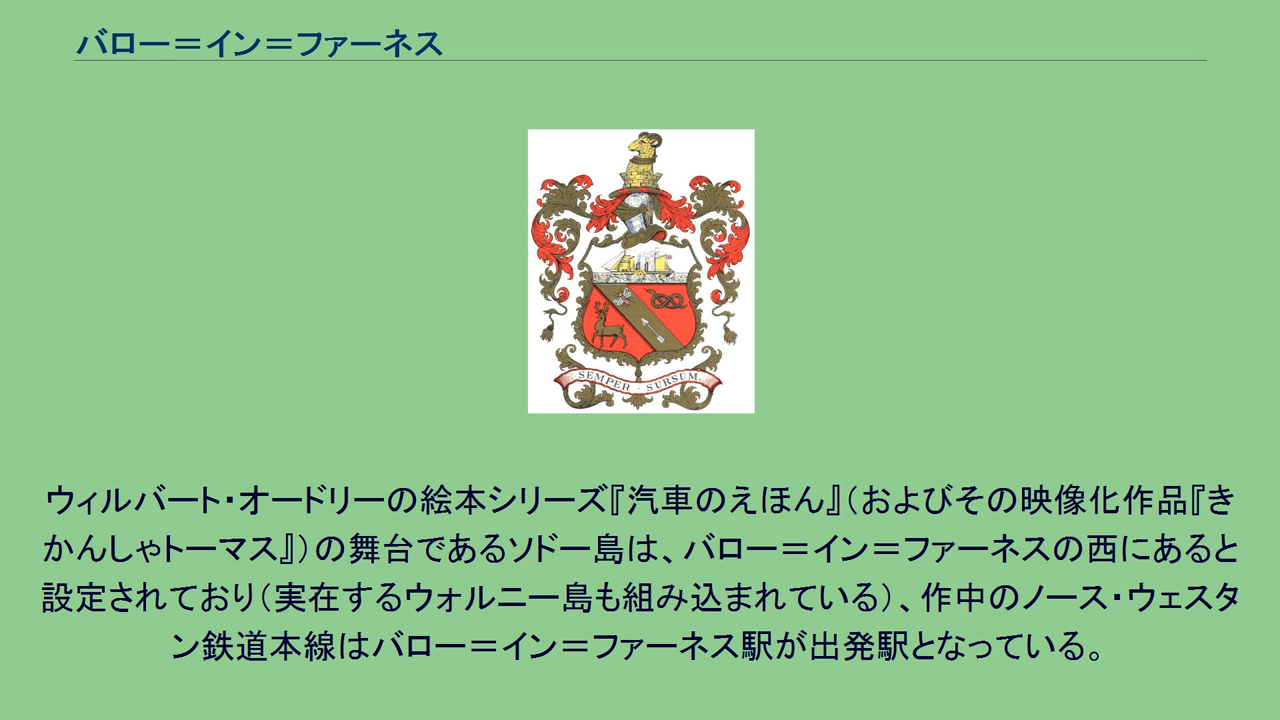 バロー＝イン＝ファーネス
SEMPER · SURSUM.
ウィルバート・オードリーの絵本シリーズ『汽車のえほん』（およびその映像化作品『き
かんしゃトーマス』）の舞台であるソドー島は、バロー＝イン＝ファーネスの西にあると
設定されており（実在するウォルニー島も組み込まれている）、作中のノース・ウェスタ
ン鉄道本線はバロー＝イン＝ファーネス駅が出発駅となっている。